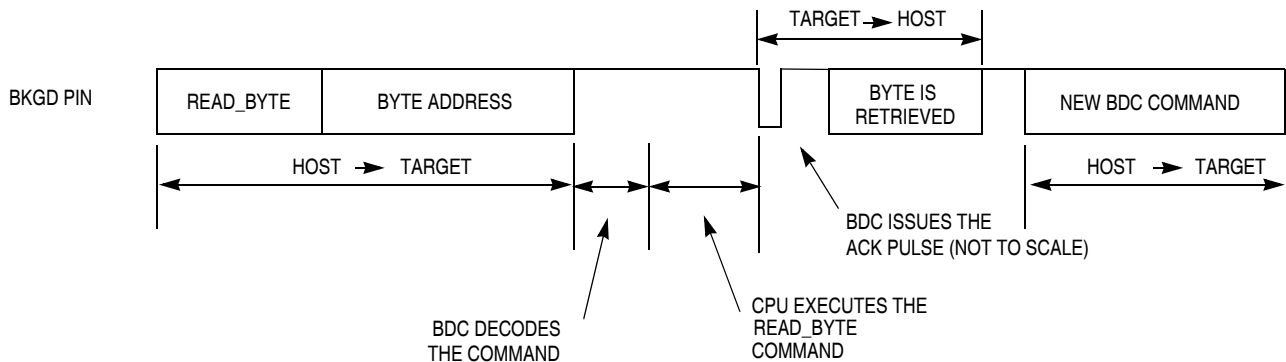 TARGET HOST
BKGD PIN
READ_BYTE
BYTE ADDRESS
BYTE IS
RETRIEVED
NEW BDC COMMAND
HOST TARGET
HOST TARGET
BDC ISSUES THE
ACK PULSE (NOT TO SCALE)
BDC DECODES
THE COMMAND
CPU EXECUTES THE
READ_BYTE
COMMAND